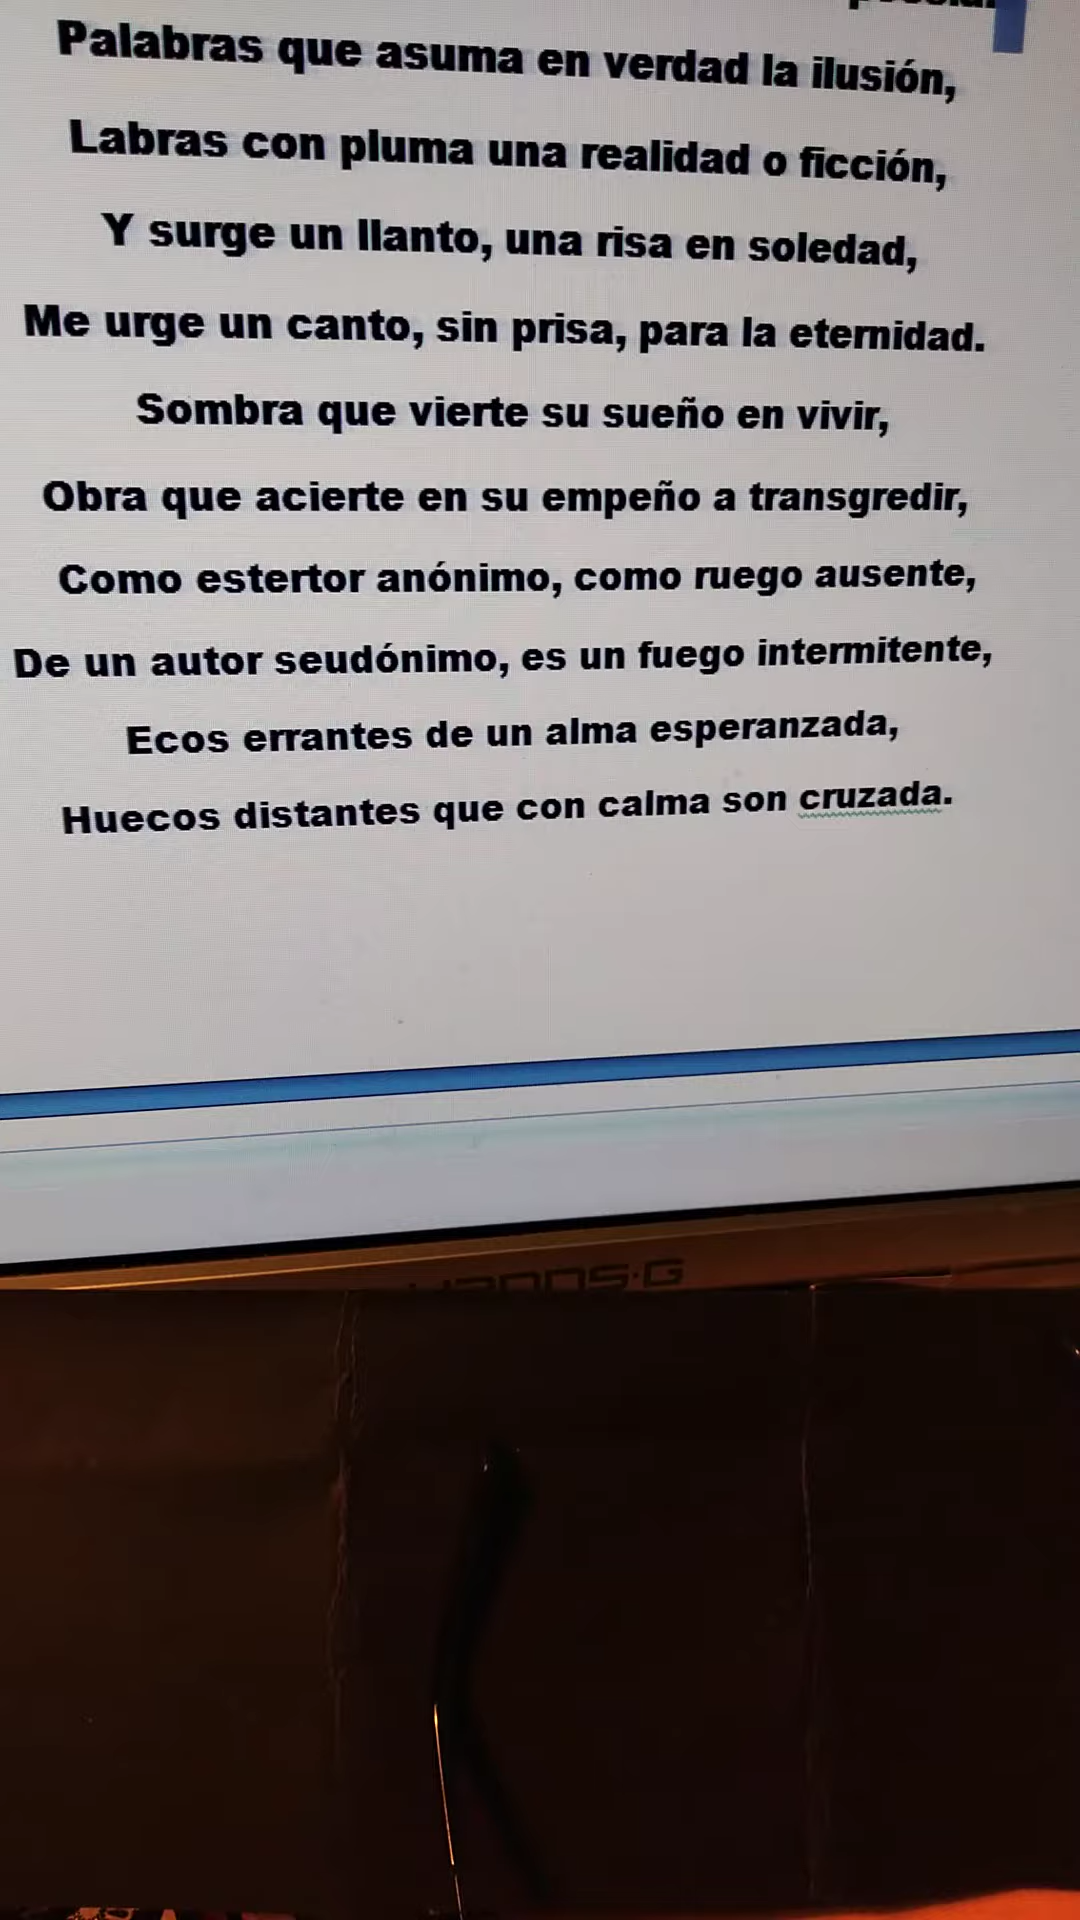 Palabras que asuma en verdad la ilusión,
Labras con pluma una realidad o ficción,
Y surge un llanto, una risa en soledad,
Me urge un canto, sin prisa, para la eternidad.
Sombra que vierte su sueño en vivir,
Obra que acierte en su empeño a transgredir,
Como estertor anónimo, como ruego ausente,
De un autor seudónimo, es un fuego intermitente,
Ecos errantes de un alma esperanzada,
Huecos distantes que con calma son cruzada.